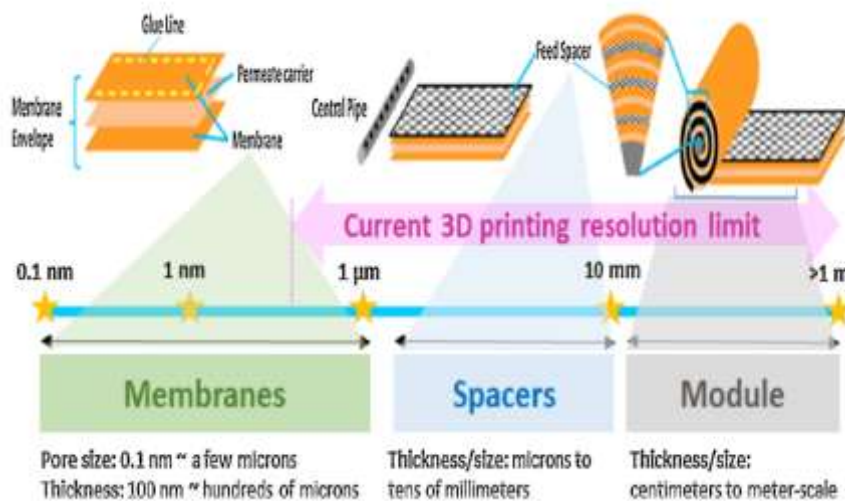 Glue Line
Permeate carrier
Membrane
Envelope
Membrane
Central Pipe
Feed Spacer
Current 3D printing resolution limit
0.1 nm
1 nm
1 µm
10 mm
>1 m
Membranes
Spacers
Module
Pore size: 0.1 nm ~ a few microns
Thickness: 100 nm ~ hundreds of microns
Thickness/size: microns to
tens of millimeters
Thickness/size:
centimeters to meter-scale